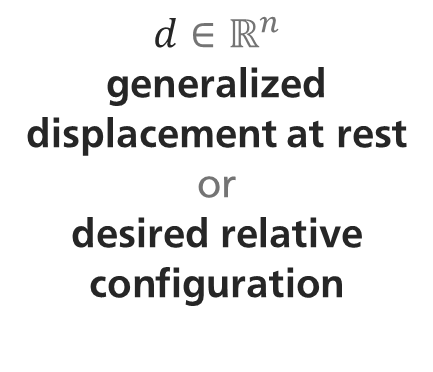 d ∈ ℝⁿ
generalized
displacement at rest
or
desired relative
configuration